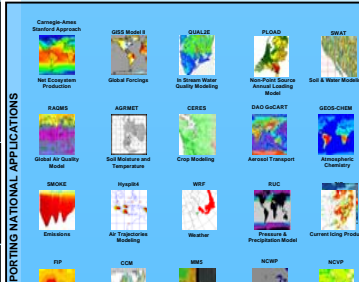 PORTING NATIONAL APPLICATIONS
Carnegie-Ames
Stanford Approach
GISS Model II
QUAL2E
PLOAD
SWAT
Net Ecosystem
Production
Global Forcings
In Stream Water
Quality Modeling
Non-Point Source
Annual Loading
Model
Soil & Water Modeli
RAQMS
AGRMET
CERES
DAO GoCART
GEOS-CHEM
Global Air Quality
Model
Soil Moisture and
Temperature
Crop Modeling
Aerosol Transport
Atmospheric
Chemistry
SMOKE
Hysplit4
WRF
RUC
Emissions
Air Trajectories
Modeling
Weather
Pressure &
Precipitation Model
Current Icing Produ
FIP
CCM
MM5
NCWP
NCVP